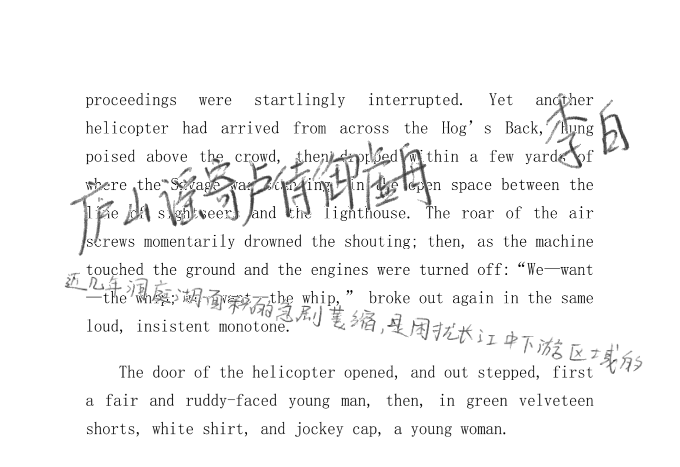 proceedings were startlingly interrupted. Yet another
helicopter had arrived from across the Hog’s Back, hung
poised above the crowd, then dropped within a few yards of
where the Savage was standing, in the open space between the
line of sightseers and the lighthouse. The roar of the air
screws momentarily drowned the shouting; then, as the machine
touched the ground and the engines were turned off: “We—want
—the whip; we—want—the whip,” broke out again in the same
loud, insistent monotone.
The door of the helicopter opened, and out stepped, first
a fair and ruddy-faced young man, then, in green velveteen
shorts, white shirt, and jockey cap, a young woman.
李白
庐山谣寄卢侍御虚舟
近几年洞庭湖面积的急剧萎缩,是困扰长江中下游区域的